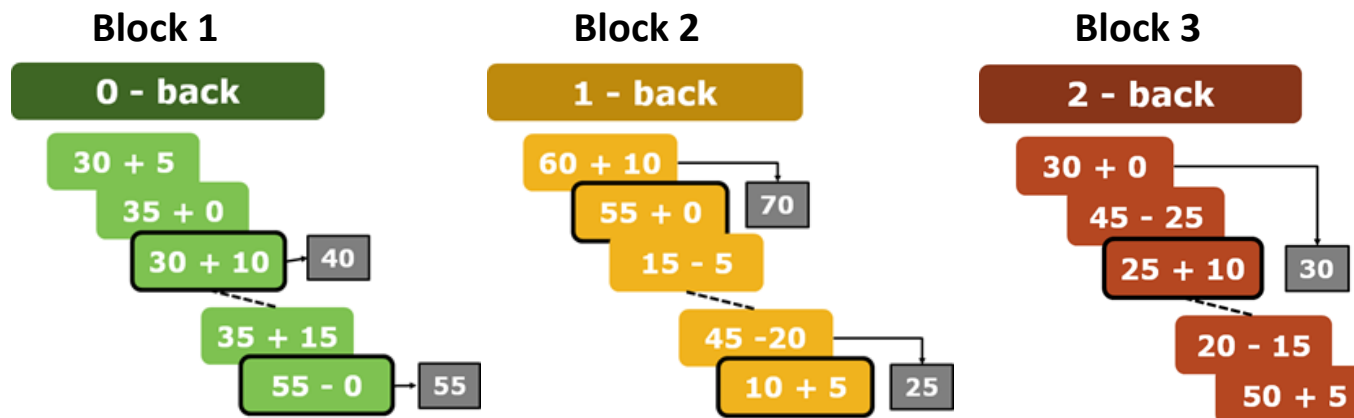 Block 1
0 - back
30 + 5
35 + 0
30 + 10
40
35 + 15
55 - 0
55
Block 2
1 - back
60 + 10
70
55 + 0
15 - 5
45 -20
10 + 5
25
Block 3
2 - back
30 + 0
45 - 25
25 + 10
30
20 - 15
50 + 5